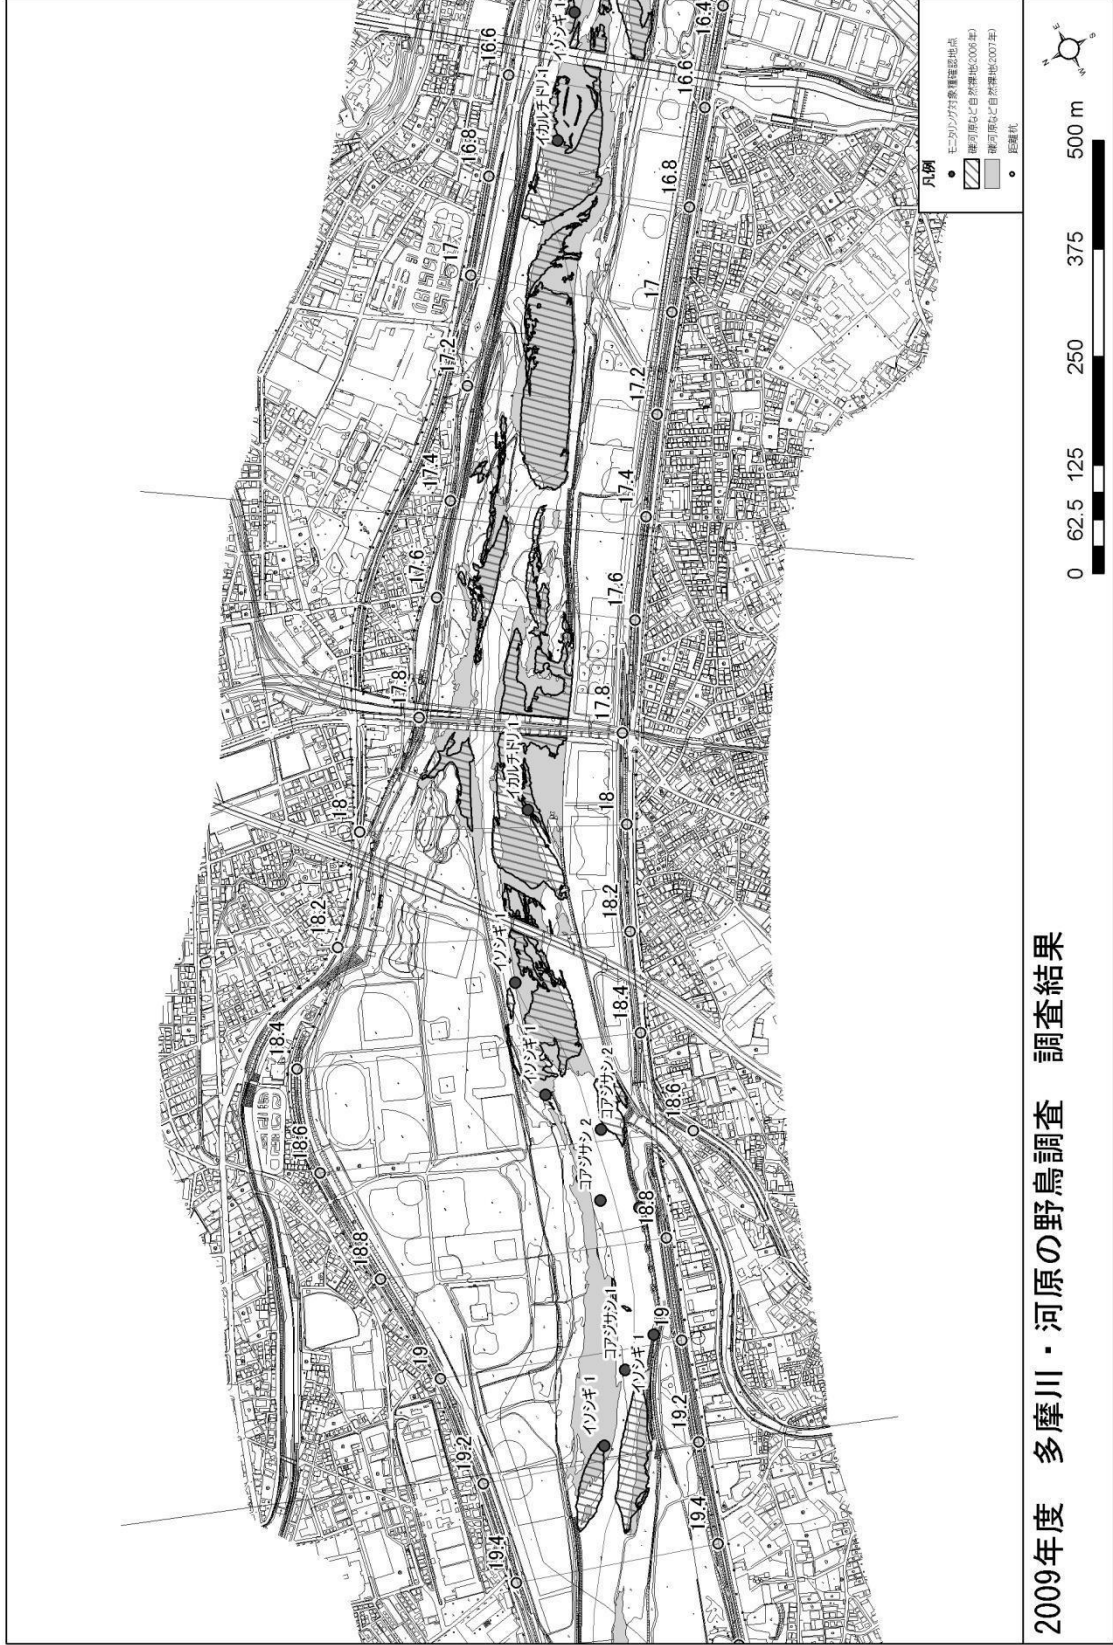 2009年度　多摩川・河原の野鳥調査　調査結果
19.4
19.2
19
18.8
18.6
18.4
18.2
18
17.8
17.6
17.4
17.2
17
16.8
16.6
イソシギ 1
コアジサシ 1
イソシギ 1
コアジサシ 2
コアジサシ 2
イソシギ 1
イソシギ 1
イカルチドリ 1
イカルチドリ 1
イソシギ 1
19.4
19.2
19
18.8
18.6
18.4
18.2
18
17.8
17.6
17.4
17.2
17
16.8
16.6
16.4
凡例
モニタリング対象種確認地点
礫河原など自然裸地(2006年)
礫河原など自然裸地(2007年)
距離杭
0 62.5 125 250 375 500 m
N
E
S
W